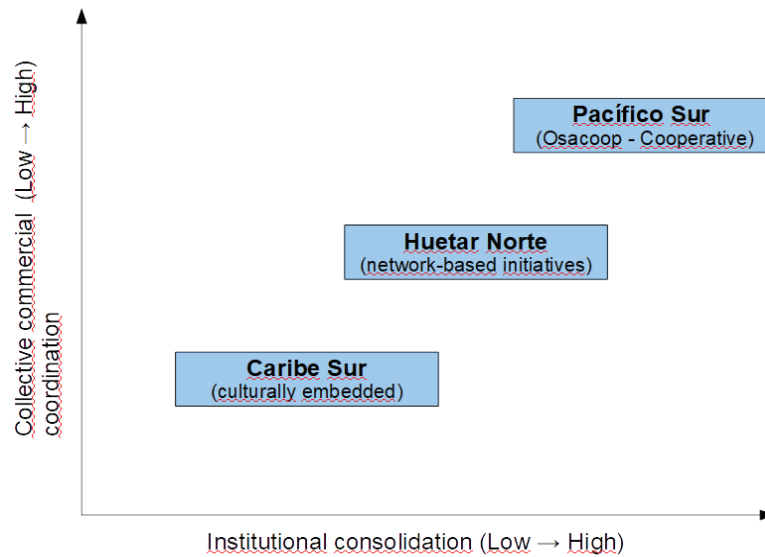 Collective commercial (Low → High)
coordination
Pacífico Sur
(Osacoop - Cooperative)
Huetar Norte
(network-based initiatives)
Caribe Sur
(culturally embedded)
Institutional consolidation (Low → High)